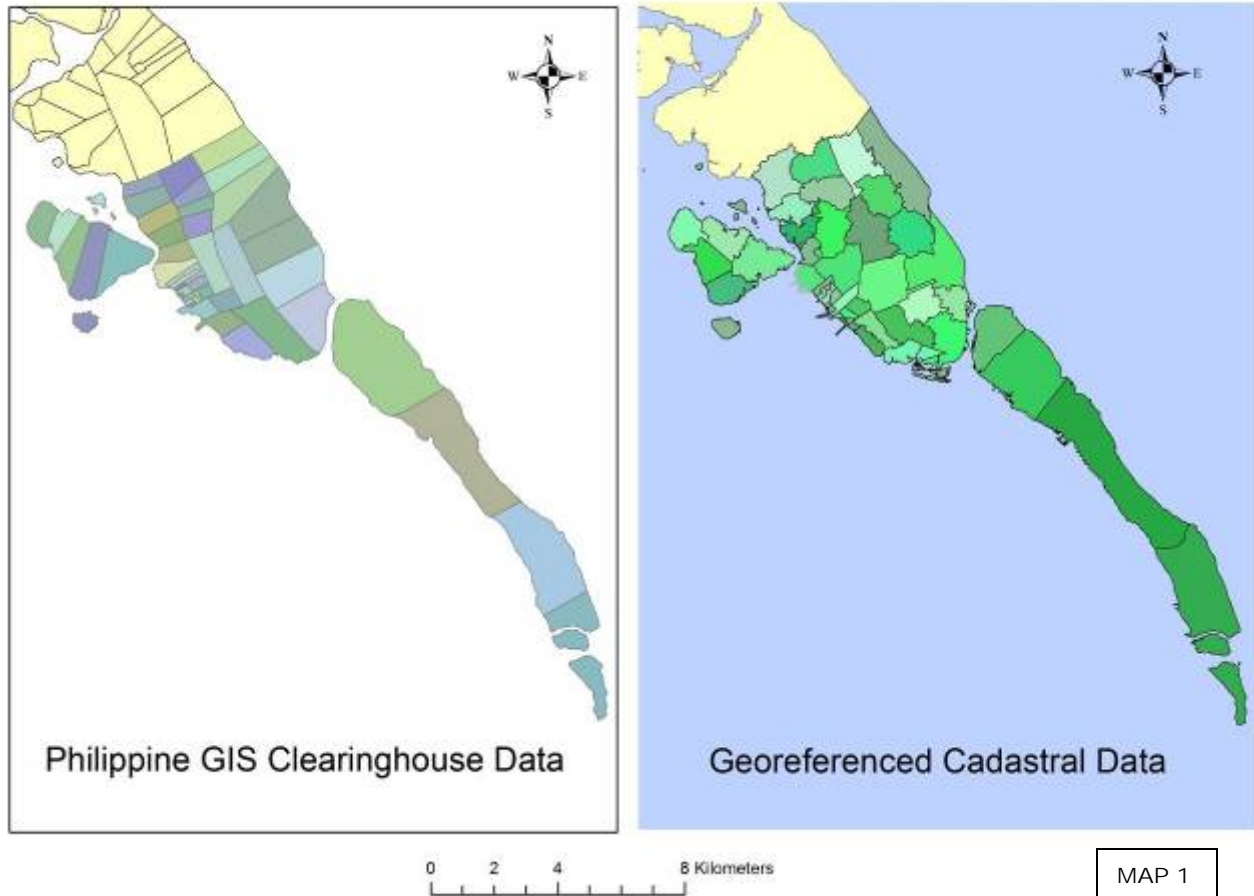 N
W E
S
N
W E
S
Philippine GIS Clearinghouse Data
Georeferenced Cadastral Data
0 2 4 8 Kilometers
MAP 1